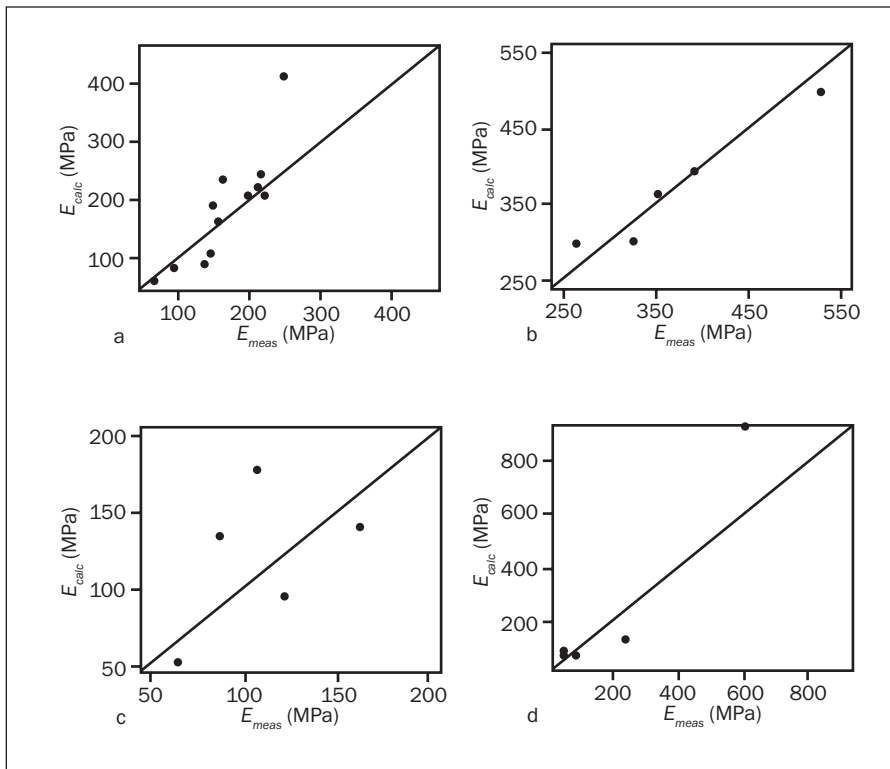 400
300
200
100
E_calc (MPa)
100 200 300 400
E_meas (MPa)
a
550
450
350
250
E_calc (MPa)
250 350 450 550
E_meas (MPa)
b
200
150
100
50
E_calc (MPa)
50 100 150 200
E_meas (MPa)
c
800
600
400
200
E_calc (MPa)
200 400 600 800
E_meas (MPa)
d